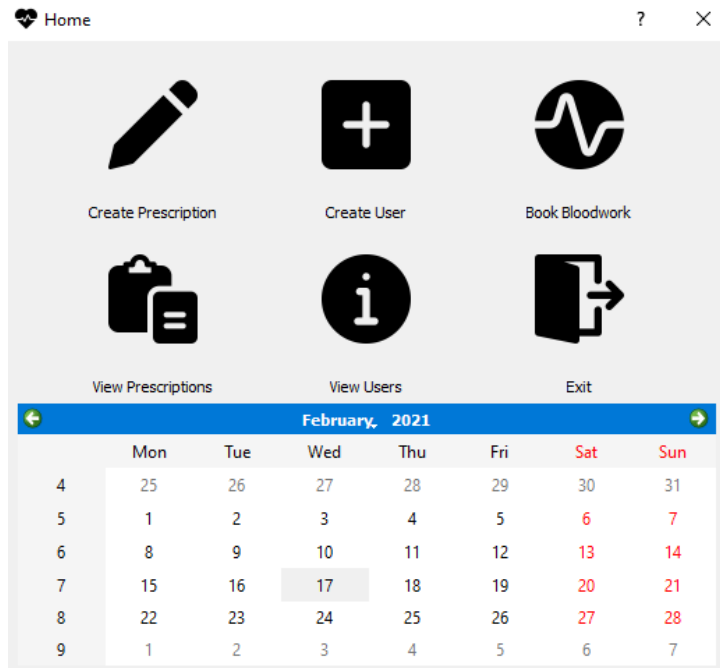 Home ?
Create Prescription Create User Book Bloodwork
View Prescriptions View Users Exit
February, 2021
Mon Tue Wed Thu Fri Sat Sun
4 25 26 27 28 29 30 31
5 1 2 3 4 5 6 7
6 8 9 10 11 12 13 14
7 15 16 17 18 19 20 21
8 22 23 24 25 26 27 28
9 1 2 3 4 5 6 7